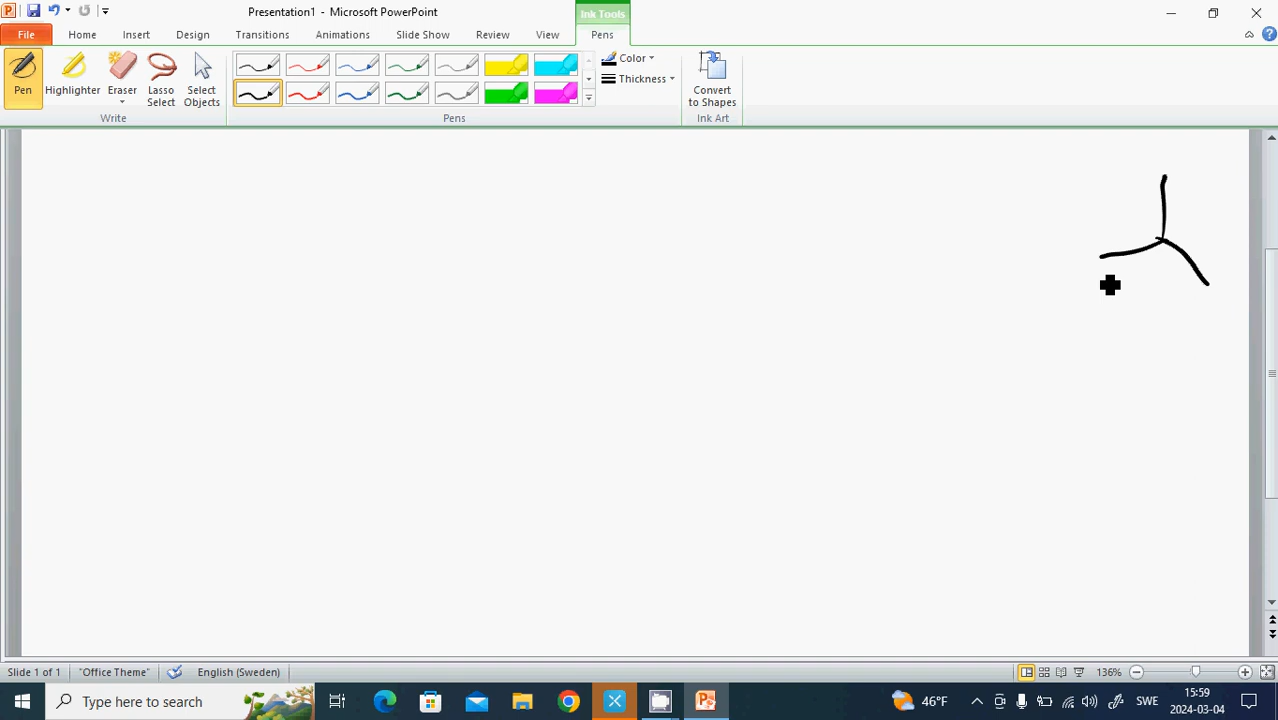 Presentation1 - Microsoft PowerPoint
Ink Tools
File Home Insert Design Transitions Animations Slide Show Review View Pens
Pen Highlighter Eraser Lasso Select Select Objects
Color
Thickness
Convert to Shapes
Write Pens Ink Art
Slide 1 of 1 "Office Theme" English (Sweden) 136%
Type here to search 46°F SWE 15:59
2024-03-04